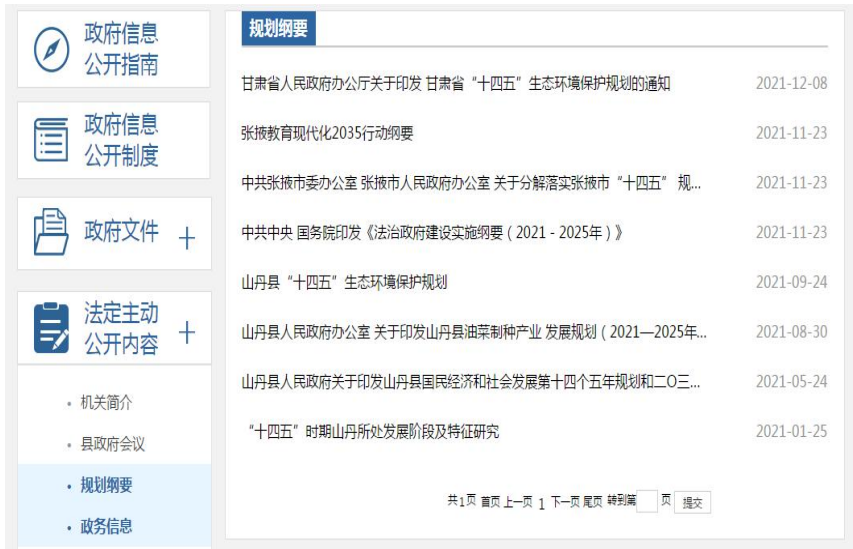 政府信息
公开指南
政府信息
公开制度
政府文件 +
法定主动
公开内容 +
• 机关简介
• 县政府会议
• 规划纲要
• 政务信息
规划纲要
甘肃省人民政府办公厅关于印发 甘肃省“十四五”生态环境保护规划的通知 2021-12-08
张掖教育现代化2035行动纲要 2021-11-23
中共张掖市委办公室 张掖市人民政府办公室 关于分解落实张掖市“十四五” 规... 2021-11-23
中共中央 国务院印发《法治政府建设实施纲要（2021 - 2025年）》 2021-11-23
山丹县“十四五”生态环境保护规划 2021-09-24
山丹县人民政府办公室 关于印发山丹县油菜制种产业 发展规划（2021—2025年... 2021-08-30
山丹县人民政府关于印发山丹县国民经济和社会发展第十四个五年规划和二O三... 2021-05-24
“十四五”时期山丹所处发展阶段及特征研究 2021-01-25
共1页 首页 上一页 1 下一页 尾页 转到第 页 提交